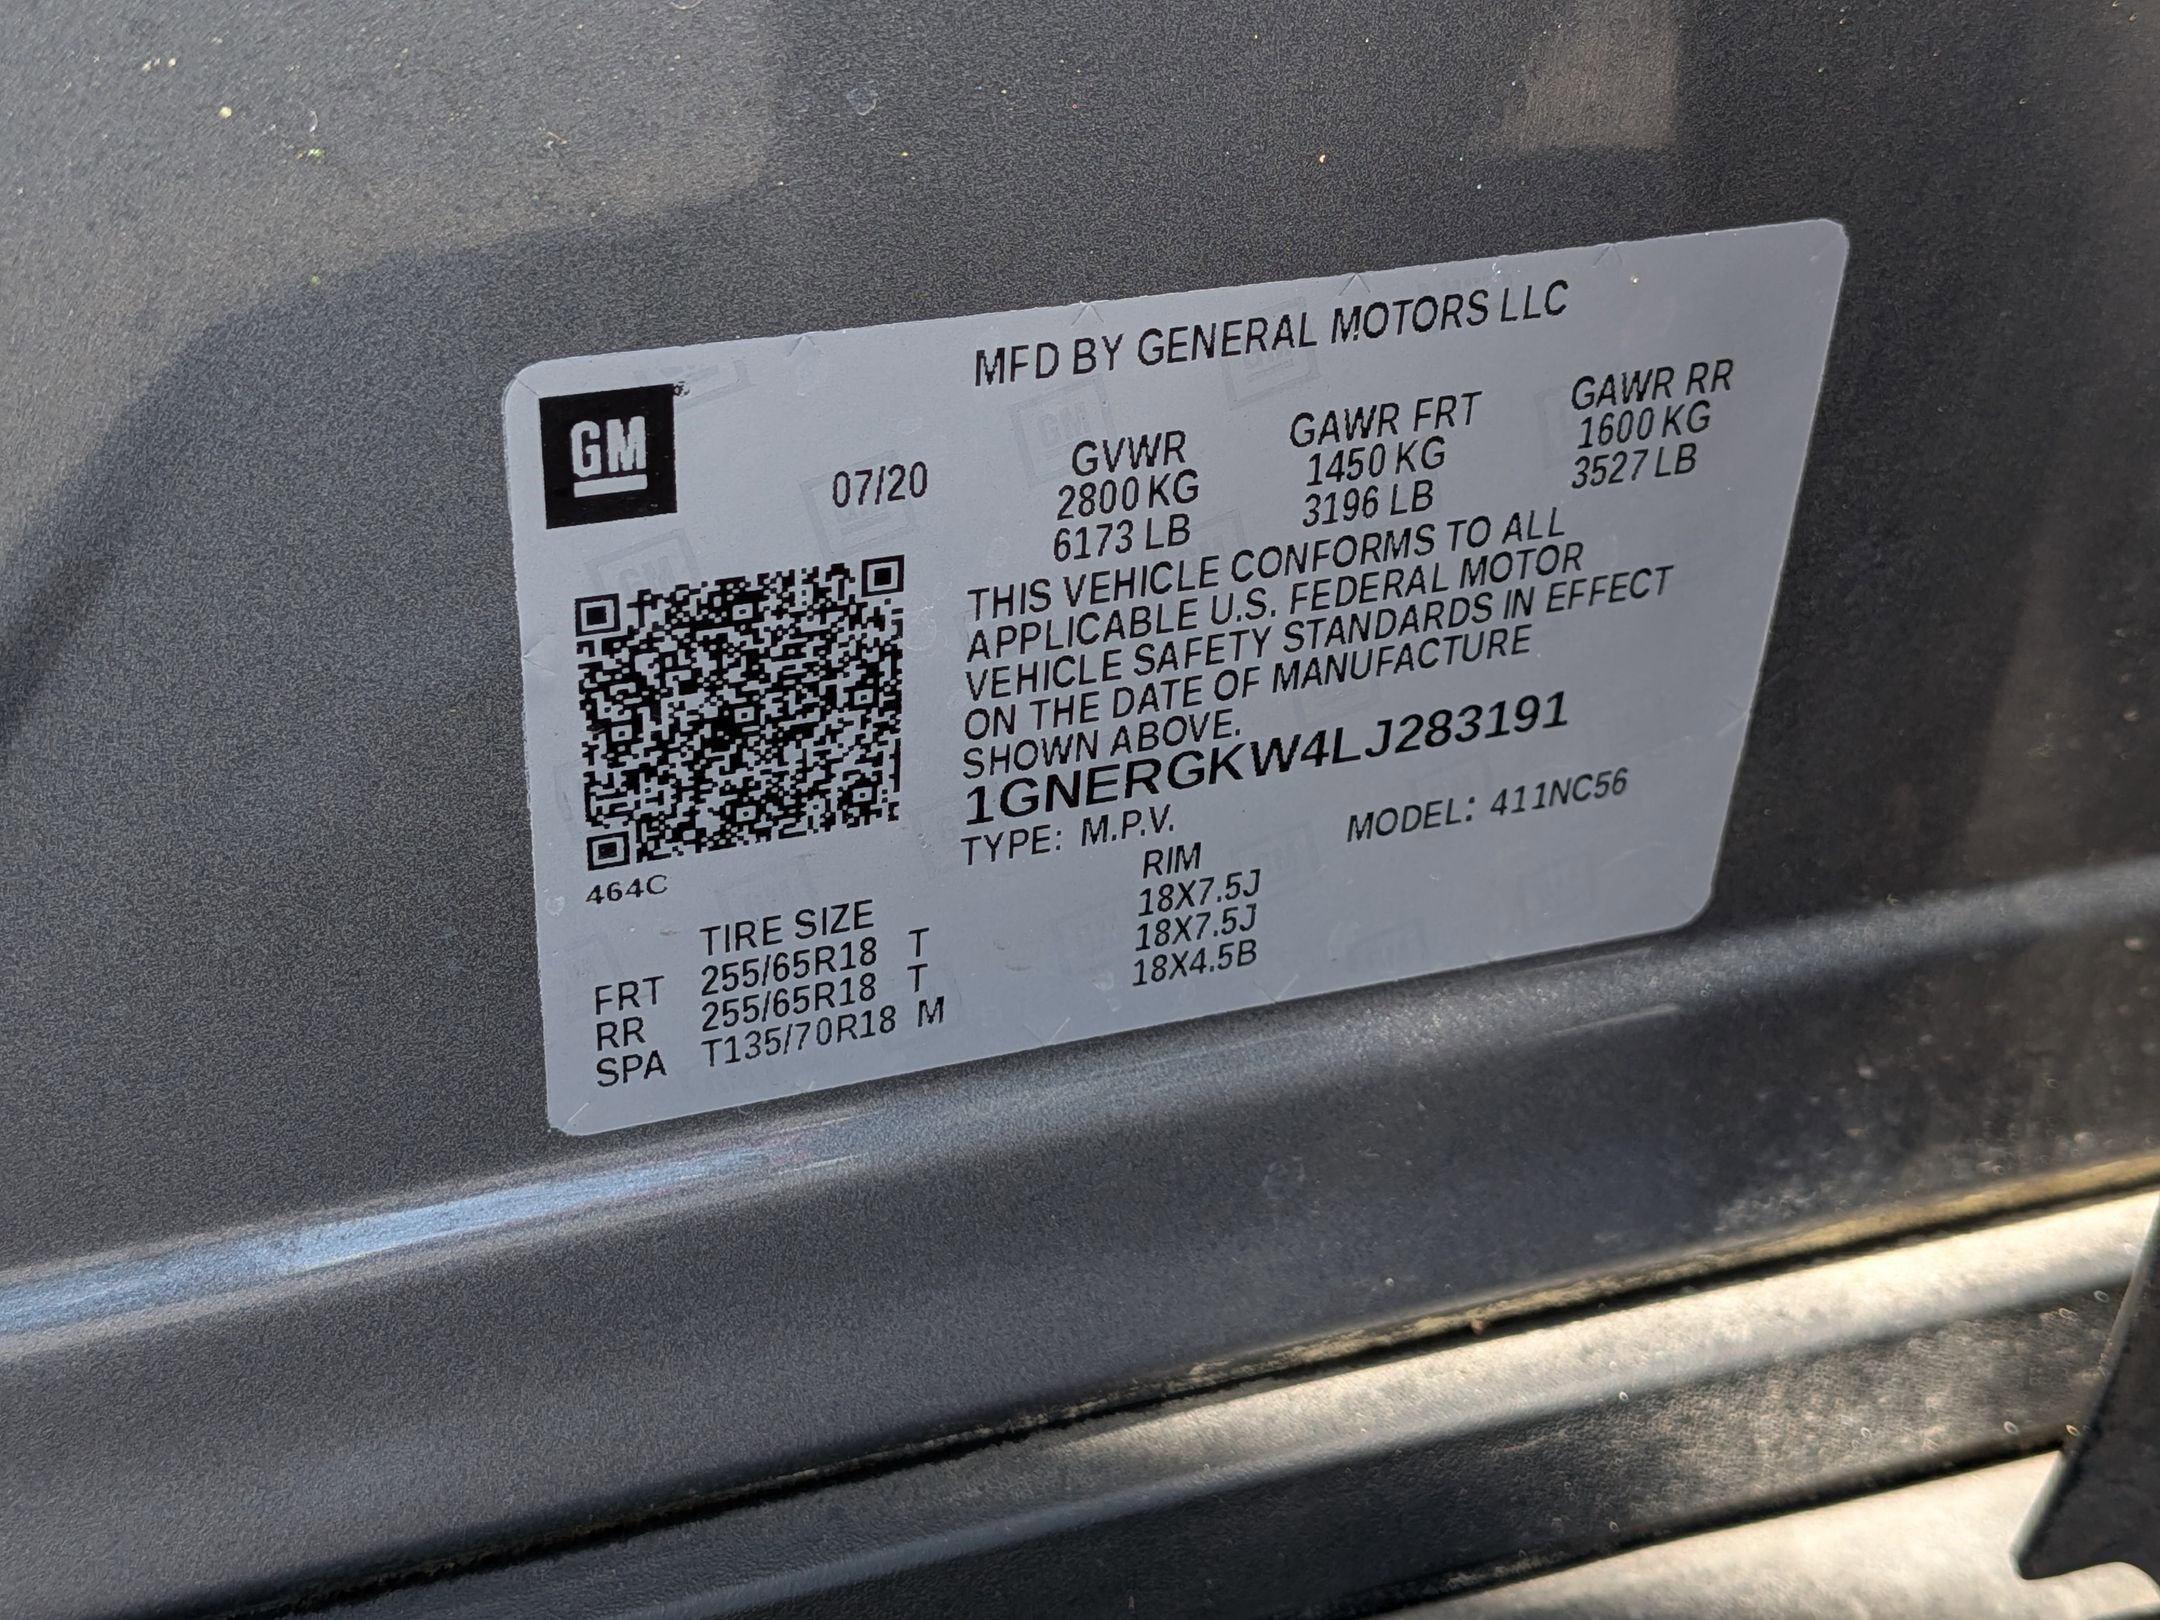 MFD BY GENERAL MOTORS LLC
GM
07/20
GVWR
2800 KG
6173 LB
GAWR FRT
1450 KG
3196 LB
GAWR RR
1600 KG
3527 LB
THIS VEHICLE CONFORMS TO ALL
APPLICABLE U.S. FEDERAL MOTOR
VEHICLE SAFETY STANDARDS IN EFFECT
ON THE DATE OF MANUFACTURE
SHOWN ABOVE.
1GNERGKW4LJ283191
TYPE: M.P.V. MODEL: 411NC56
464C
TIRE SIZE RIM
FRT 255/65R18 T 18X7.5J
RR 255/65R18 T 18X7.5J
SPA T135/70R18 M 18X4.5B